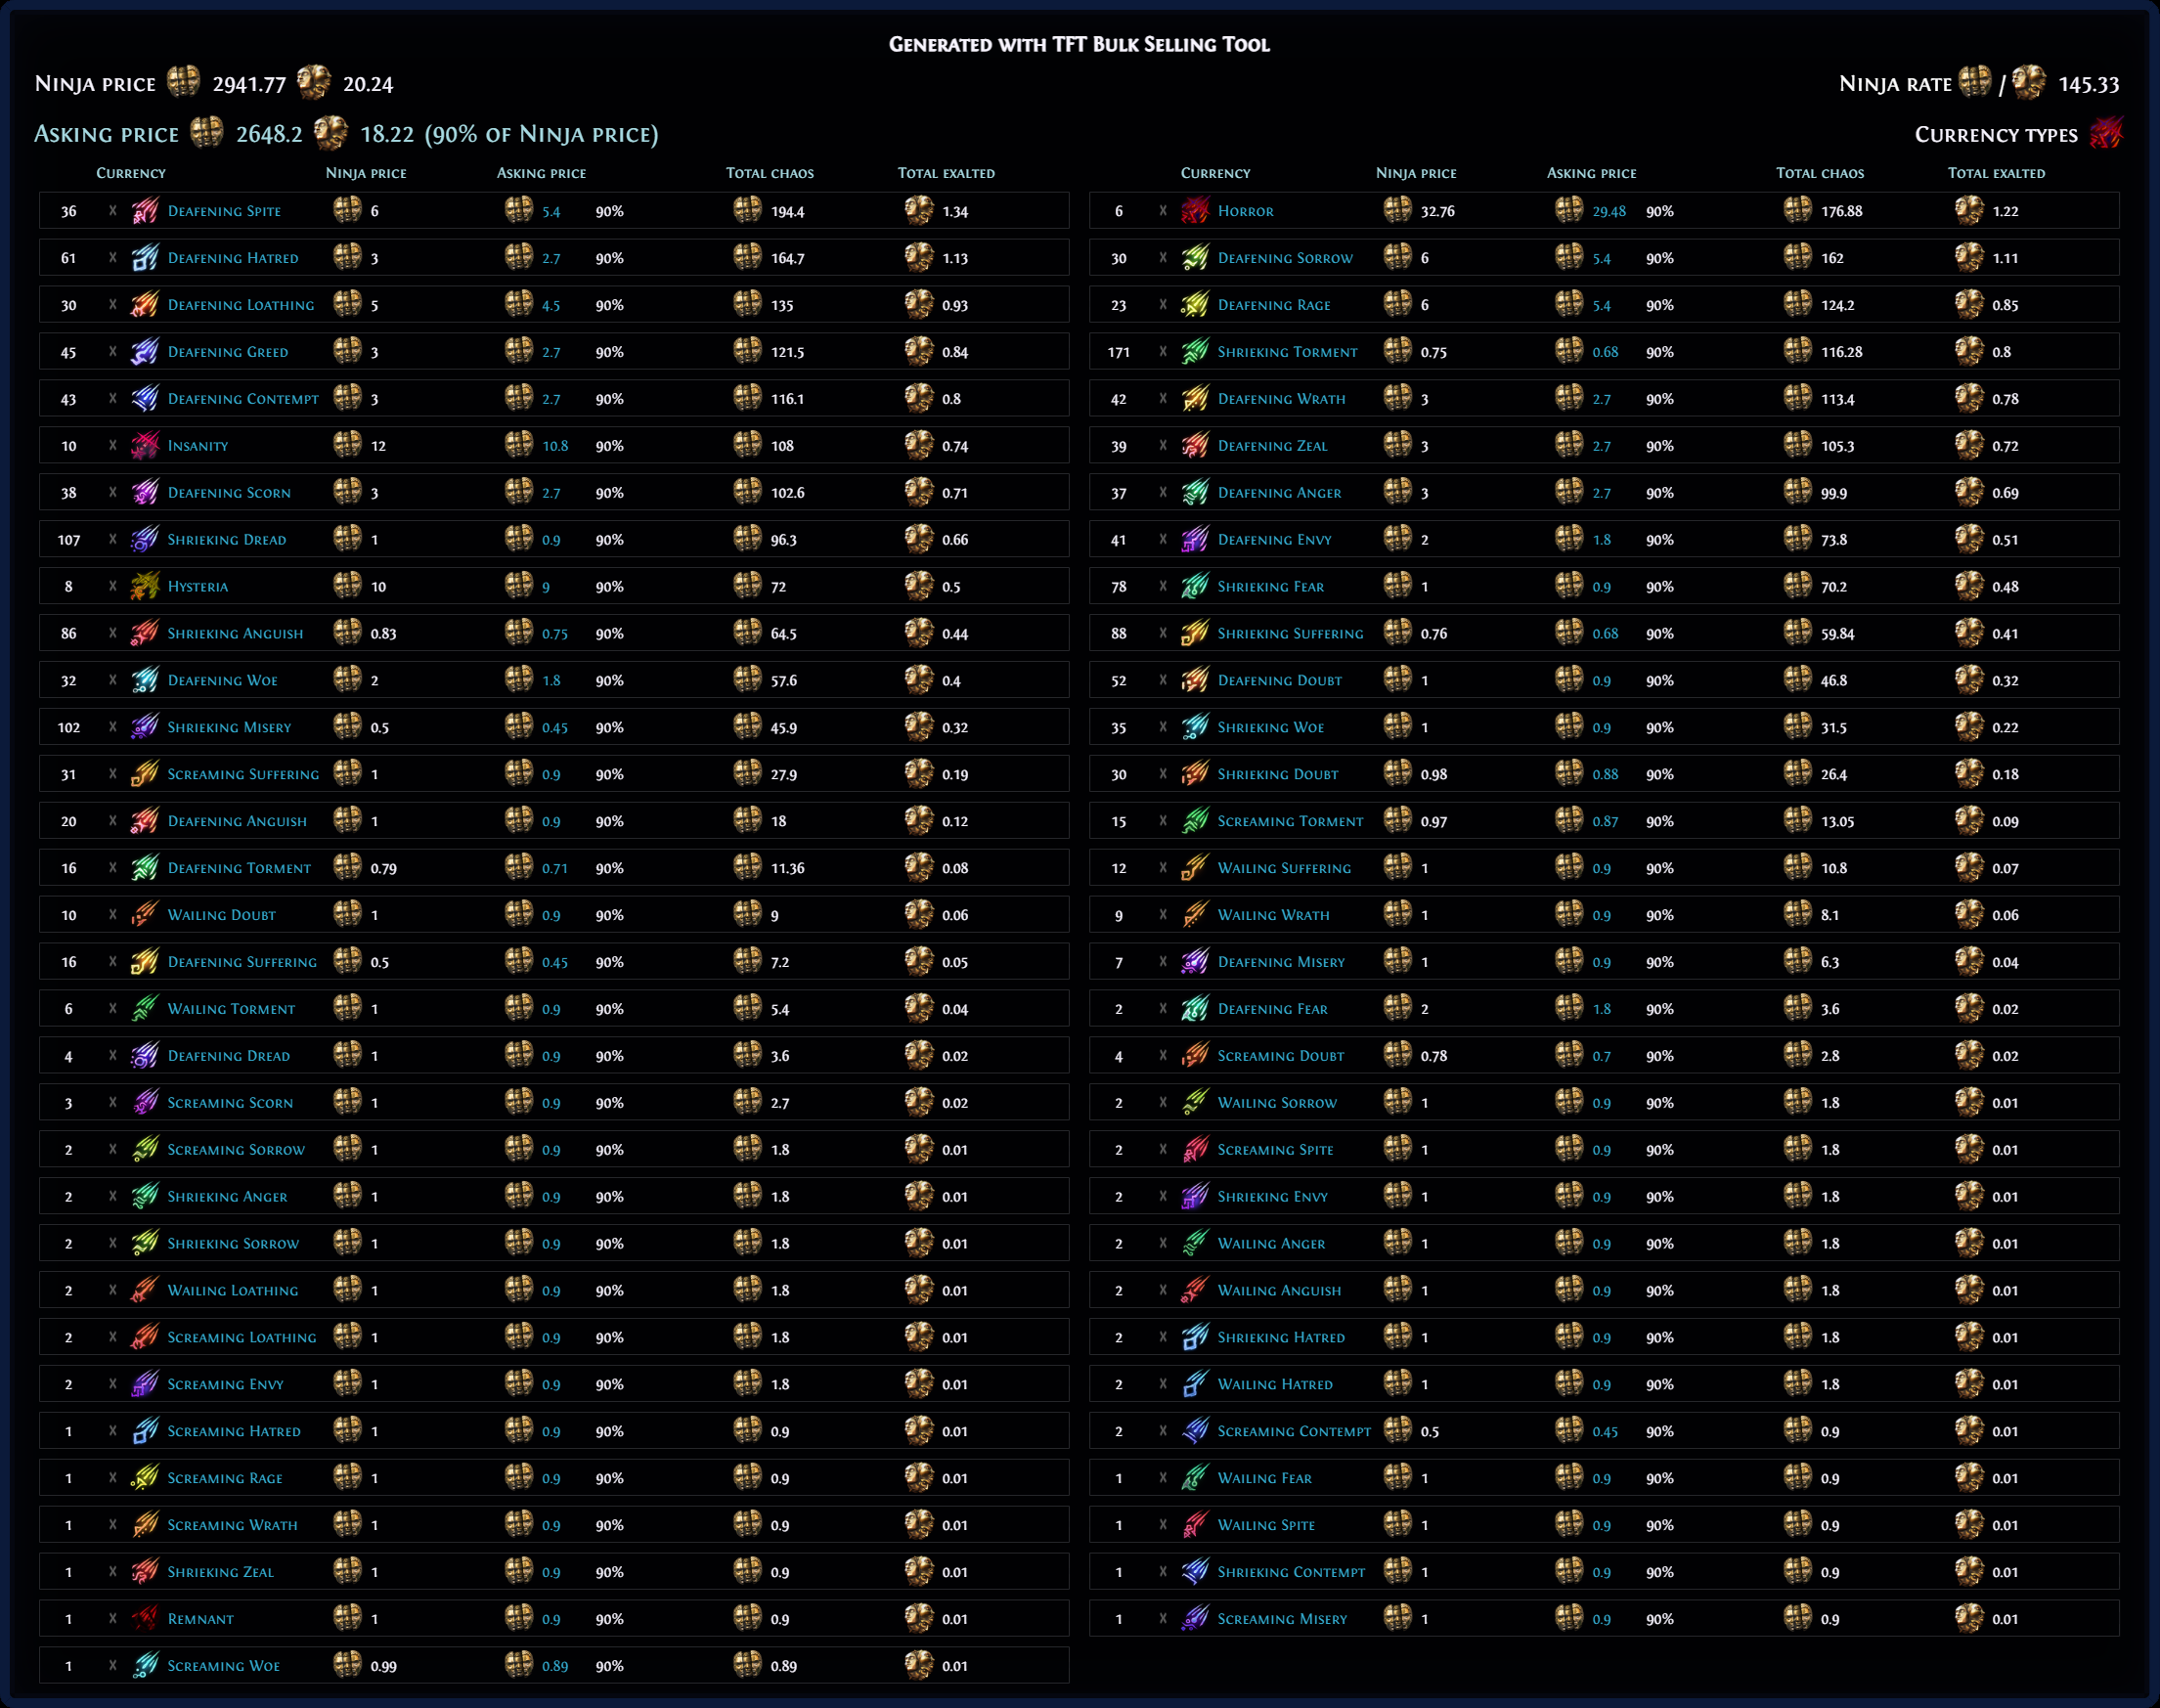 Generated with TFT Bulk Selling Tool
Ninja price 2941.77 20.24
Ninja rate / 145.33
Asking price 2648.2 18.22 (90% of Ninja price)
Currency types
Currency Ninja price Asking price Total chaos Total exalted Currency Ninja price Asking price Total chaos Total exalted
36 x Deafening Spite 6 5.4 90% 194.4 1.34 6 x Horror 32.76 29.48 90% 176.88 1.22
61 x Deafening Hatred 3 2.7 90% 164.7 1.13 30 x Deafening Sorrow 6 5.4 90% 162 1.11
30 x Deafening Loathing 5 4.5 90% 135 0.93 23 x Deafening Rage 6 5.4 90% 124.2 0.85
45 x Deafening Greed 3 2.7 90% 121.5 0.84 171 x Shrieking Torment 0.75 0.68 90% 116.28 0.8
43 x Deafening Contempt 3 2.7 90% 116.1 0.8 42 x Deafening Wrath 3 2.7 90% 113.4 0.78
10 x Insanity 12 10.8 90% 108 0.74 39 x Deafening Zeal 3 2.7 90% 105.3 0.72
38 x Deafening Scorn 3 2.7 90% 102.6 0.71 37 x Deafening Anger 3 2.7 90% 99.9 0.69
107 x Shrieking Dread 1 0.9 90% 96.3 0.66 41 x Deafening Envy 2 1.8 90% 73.8 0.51
8 x Hysteria 10 9 90% 72 0.5 78 x Shrieking Fear 1 0.9 90% 70.2 0.48
86 x Shrieking Anguish 0.83 0.75 90% 64.5 0.44 88 x Shrieking Suffering 0.76 0.68 90% 59.84 0.41
32 x Deafening Woe 2 1.8 90% 57.6 0.4 52 x Deafening Doubt 1 0.9 90% 46.8 0.32
102 x Shrieking Misery 0.5 0.45 90% 45.9 0.32 35 x Shrieking Woe 1 0.9 90% 31.5 0.22
31 x Screaming Suffering 1 0.9 90% 27.9 0.19 30 x Shrieking Doubt 0.98 0.88 90% 26.4 0.18
20 x Deafening Anguish 1 0.9 90% 18 0.12 15 x Screaming Torment 0.97 0.87 90% 13.05 0.09
16 x Deafening Torment 0.79 0.71 90% 11.36 0.08 12 x Wailing Suffering 1 0.9 90% 10.8 0.07
10 x Wailing Doubt 1 0.9 90% 9 0.06 9 x Wailing Wrath 1 0.9 90% 8.1 0.06
16 x Deafening Suffering 0.5 0.45 90% 7.2 0.05 7 x Deafening Misery 1 0.9 90% 6.3 0.04
6 x Wailing Torment 1 0.9 90% 5.4 0.04 2 x Deafening Fear 2 1.8 90% 3.6 0.02
4 x Deafening Dread 1 0.9 90% 3.6 0.02 4 x Screaming Doubt 0.78 0.7 90% 2.8 0.02
3 x Screaming Scorn 1 0.9 90% 2.7 0.02 2 x Wailing Sorrow 1 0.9 90% 1.8 0.01
2 x Screaming Sorrow 1 0.9 90% 1.8 0.01 2 x Screaming Spite 1 0.9 90% 1.8 0.01
2 x Shrieking Anger 1 0.9 90% 1.8 0.01 2 x Shrieking Envy 1 0.9 90% 1.8 0.01
2 x Shrieking Sorrow 1 0.9 90% 1.8 0.01 2 x Wailing Anger 1 0.9 90% 1.8 0.01
2 x Wailing Loathing 1 0.9 90% 1.8 0.01 2 x Wailing Anguish 1 0.9 90% 1.8 0.01
2 x Screaming Loathing 1 0.9 90% 1.8 0.01 2 x Shrieking Hatred 1 0.9 90% 1.8 0.01
2 x Screaming Envy 1 0.9 90% 1.8 0.01 2 x Wailing Hatred 1 0.9 90% 1.8 0.01
1 x Screaming Hatred 1 0.9 90% 0.9 0.01 2 x Screaming Contempt 0.5 0.45 90% 0.9 0.01
1 x Screaming Rage 1 0.9 90% 0.9 0.01 1 x Wailing Fear 1 0.9 90% 0.9 0.01
1 x Screaming Wrath 1 0.9 90% 0.9 0.01 1 x Wailing Spite 1 0.9 90% 0.9 0.01
1 x Shrieking Zeal 1 0.9 90% 0.9 0.01 1 x Shrieking Contempt 1 0.9 90% 0.9 0.01
1 x Remnant 1 0.9 90% 0.9 0.01 1 x Screaming Misery 1 0.9 90% 0.9 0.01
1 x Screaming Woe 0.99 0.89 90% 0.89 0.01